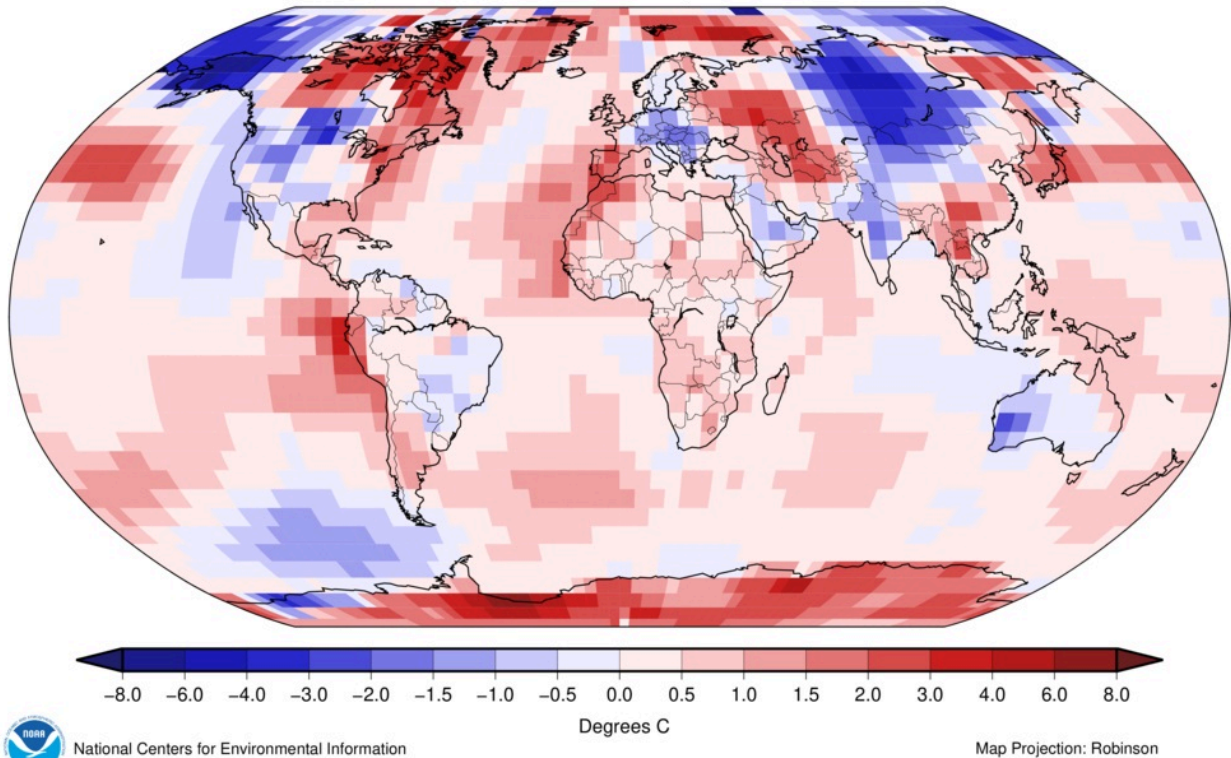 −8.0 −6.0 −4.0 −3.0 −2.0 −1.5 −1.0 −0.5 0.0 0.5 1.0 1.5 2.0 3.0 4.0 6.0 8.0
Degrees C
NOAA
National Centers for Environmental Information
Map Projection: Robinson